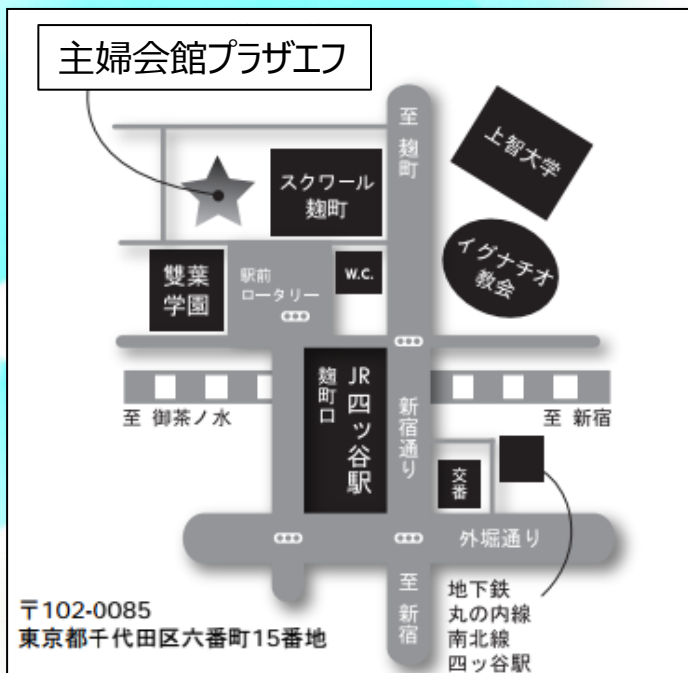 主婦会館プラザエフ
至 麹町
上智大学
スクワール
麹町
イグナチオ
教会
雙葉
学園
駅前
ロータリー
W.C.
JR四ッ谷駅
麹町口
新宿通り
至 御茶ノ水
至 新宿
交番
外堀通り
至 新宿
地下鉄
丸の内線
南北線
四ッ谷駅
〒102-0085
東京都千代田区六番町15番地